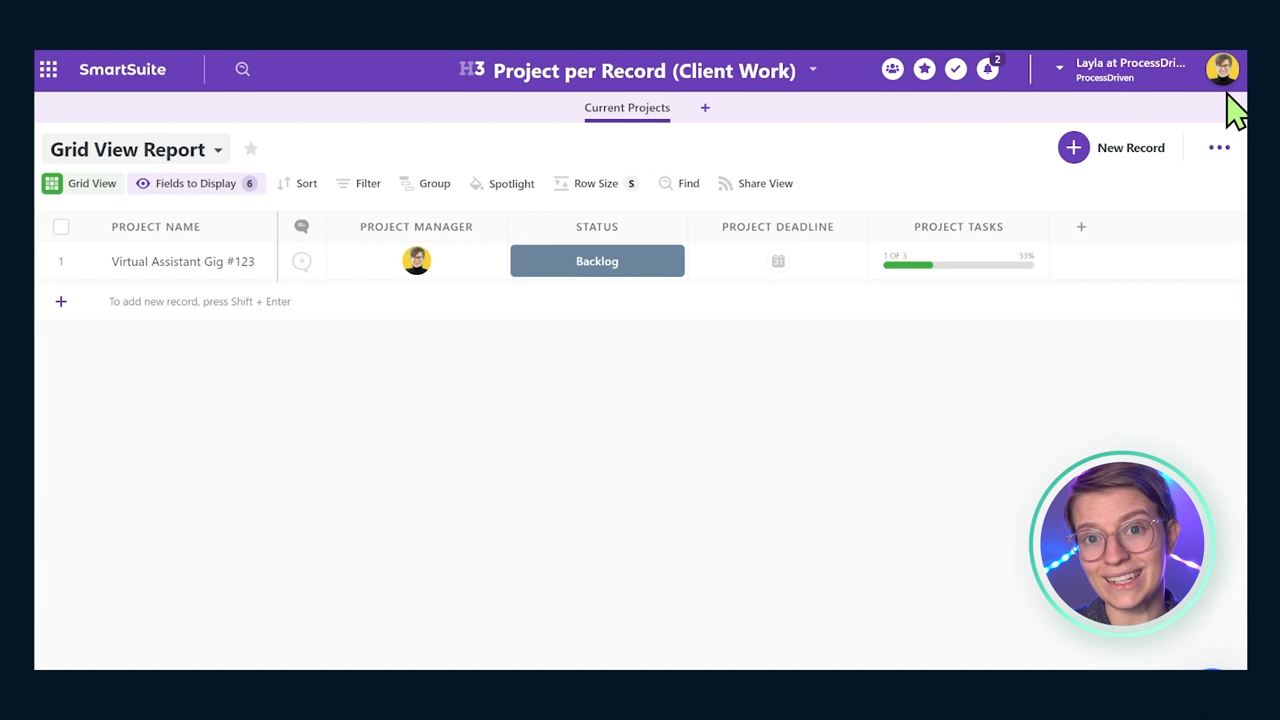 SmartSuite
H3 Project per Record (Client Work)
2
Layla at ProcessDri...
ProcessDriven
Current Projects +
Grid View Report
+ New Record
Grid View
Fields to Display 6
Sort
Filter
Group
Spotlight
Row Size S
Find
Share View
PROJECT NAME
PROJECT MANAGER
STATUS
PROJECT DEADLINE
PROJECT TASKS
+
1
Virtual Assistant Gig #123
Backlog
31
1 OF 3
33%
+ To add new record, press Shift + Enter